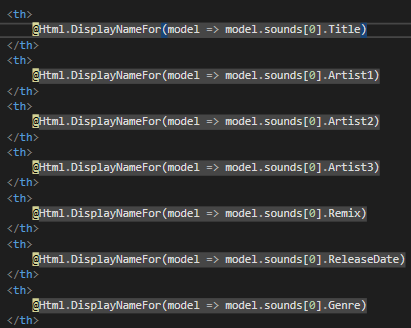 <th>
@Html.DisplayNameFor(model => model.sounds[0].Title)
</th>
<th>
@Html.DisplayNameFor(model => model.sounds[0].Artist1)
</th>
<th>
@Html.DisplayNameFor(model => model.sounds[0].Artist2)
</th>
<th>
@Html.DisplayNameFor(model => model.sounds[0].Artist3)
</th>
<th>
@Html.DisplayNameFor(model => model.sounds[0].Remix)
</th>
<th>
@Html.DisplayNameFor(model => model.sounds[0].ReleaseDate)
</th>
<th>
@Html.DisplayNameFor(model => model.sounds[0].Genre)
</th>